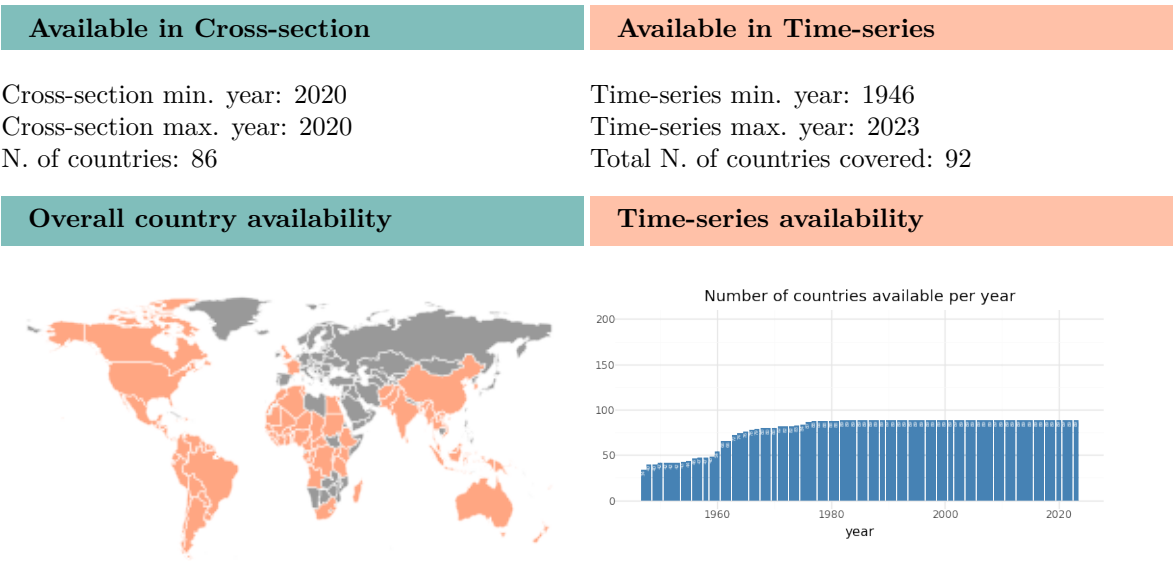 Available in Cross-section
Available in Time-series
Cross-section min. year: 2020
Cross-section max. year: 2020
N. of countries: 86
Time-series min. year: 1946
Time-series max. year: 2023
Total N. of countries covered: 92
Overall country availability
Time-series availability
Number of countries available per year
200
150
100
50
0
1960
1980
2000
2020
year